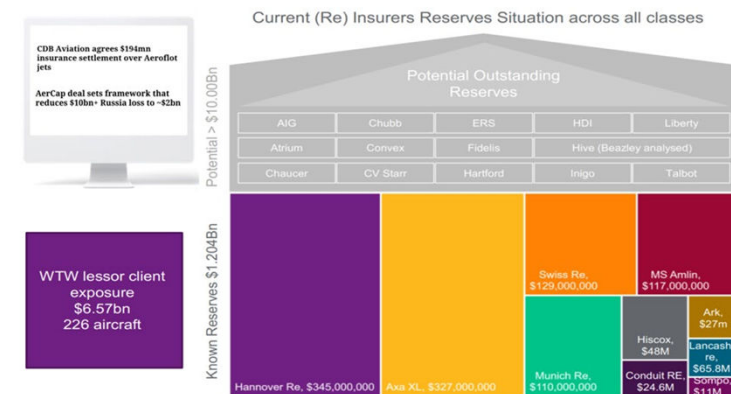 Current (Re) Insurers Reserves Situation across all classes
CDB Aviation agrees $194mn
insurance settlement over Aeroflot
jets
AerCap deal sets framework that
reduces $10bn+ Russia loss to ~$2bn
WTW lessor client
exposure
$6.57bn
226 aircraft
Potential > $10.00Bn
Potential Outstanding
Reserves
AIG
Chubb
ERS
HDI
Liberty
Atrium
Convex
Fidelis
Hive (Beazley analysed)
Chaucer
CV Starr
Hartford
Inigo
Talbot
Known Reserves $1.204Bn
Hannover Re, $345,000,000
Axa XL, $327,000,000
Swiss Re,
$129,000,000
MS Amlin,
$117,000,000
Munich Re,
$110,000,000
Hiscox,
$48M
Conduit RE,
$24.6M
Ark,
$27m
Lancash
re,
$65.8M
Sompo,
$11M